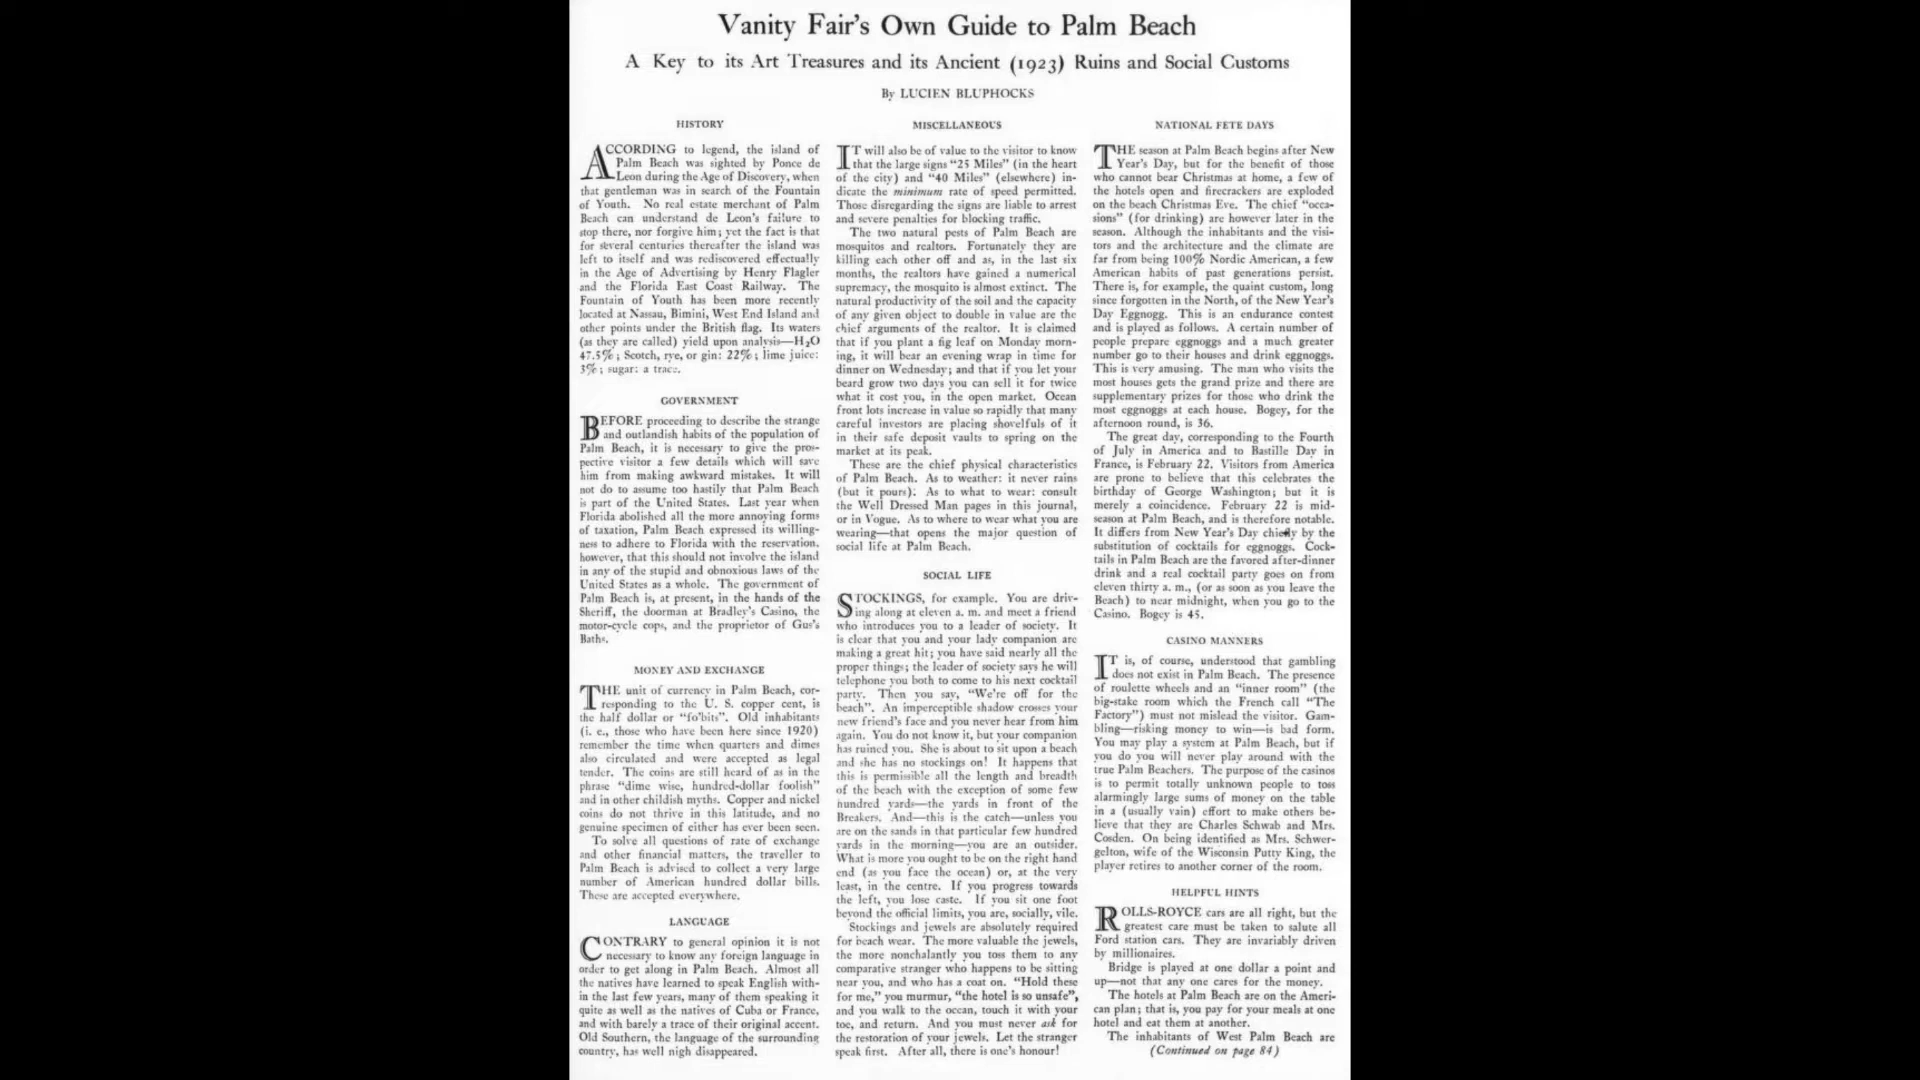 Vanity Fair's Own Guide to Palm Beach
A Key to its Art Treasures and its Ancient (1923) Ruins and Social Customs
By LUCIEN BLUPHOCKS
HISTORY
ACCORDING to legend, the island of
Palm Beach was sighted by Ponce de
Leon during the Age of Discovery, when
that gentleman was in search of the Fountain
of Youth. No real estate merchant of Palm
Beach can understand de Leon's failure to
stop there, nor forgive him; yet the fact is that
for several centuries thereafter the island was
left to itself and was rediscovered effectually
in the Age of Advertising by Henry Flagler
and the Florida East Coast Railway. The
Fountain of Youth has been more recently
located at Nassau, Bimini, West End Island and
other points under the British flag. Its waters
(as they are called) yield upon analysis—H2O
47.5%; Scotch, rye, or gin: 22%; lime juice:
3%; sugar: a trace.
GOVERNMENT
BEFORE proceeding to describe the strange
and outlandish habits of the population of
Palm Beach, it is necessary to give the pros-
pective visitor a few details which will save
him from making awkward mistakes. It will
not do to assume too hastily that Palm Beach
is part of the United States. Last year when
Florida abolished all the more annoying forms
of taxation, Palm Beach expressed its willing-
ness to adhere to Florida with the reservation,
however, that this should not involve the island
in any of the stupid and obnoxious laws of the
United States as a whole. The government of
Palm Beach is, at present, in the hands of the
Sheriff, the doorman at Bradley's Casino, the
motor-cycle cops, and the proprietor of Gus's
Baths.
MONEY AND EXCHANGE
THE unit of currency in Palm Beach, cor-
responding to the U. S. copper cent, is
the half dollar or "fo'bits". Old inhabitants
(i. e., those who have been here since 1920)
remember the time when quarters and dimes
also circulated and were accepted as legal
tender. The coins are still heard of as in the
phrase "dime wise, hundred-dollar foolish"
and in other childish myths. Copper and nickel
coins do not thrive in this latitude, and no
genuine specimen of either has ever been seen.
To solve all questions of rate of exchange
and other financial matters, the traveller to
Palm Beach is advised to collect a very large
number of American hundred dollar bills.
These are accepted everywhere.
LANGUAGE
CONTRARY to general opinion it is not
necessary to know any foreign language in
order to get along in Palm Beach. Almost all
the natives have learned to speak English with-
in the last few years, many of them speaking it
quite as well as the natives of Cuba or France,
and with barely a trace of their original accent.
Old Southern, the language of the surrounding
country, has well nigh disappeared.
MISCELLANEOUS
IT will also be of value to the visitor to know
that the large signs "25 Miles" (in the heart
of the city) and "40 Miles" (elsewhere) in-
dicate the minimum rate of speed permitted.
Those disregarding the signs are liable to arrest
and severe penalties for blocking traffic.
The two natural pests of Palm Beach are
mosquitos and realtors. Fortunately they are
killing each other off and as, in the last six
months, the realtors have gained a numerical
supremacy, the mosquito is almost extinct. The
natural productivity of the soil and the capacity
of any given object to double in value are the
chief arguments of the realtor. It is claimed
that if you plant a fig leaf on Monday morn-
ing, it will bear an evening wrap in time for
dinner on Wednesday; and that if you let your
beard grow two days you can sell it for twice
what it cost you, in the open market. Ocean
front lots increase in value so rapidly that many
careful investors are placing shovelfuls of it
in their safe deposit vaults to spring on the
market at its peak.
These are the chief physical characteristics
of Palm Beach. As to weather: it never rains
(but it pours). As to what to wear: consult
the Well Dressed Man pages in this journal,
or in Vogue. As to where to wear what you are
wearing—that opens the major question of
social life at Palm Beach.
SOCIAL LIFE
STOCKINGS, for example. You are driv-
ing along at eleven a. m. and meet a friend
who introduces you to a leader of society. It
is clear that you and your lady companion are
making a great hit; you have said nearly all the
proper things; the leader of society says he will
telephone you both to come to his next cocktail
party. Then you say, "We're off for the
beach". An imperceptible shadow crosses your
new friend's face and you never hear from him
again. You do not know it, but your companion
has ruined you. She is about to sit upon a beach
and she has no stockings on! It happens that
this is permissible all the length and breadth
of the beach with the exception of some few
hundred yards—the yards in front of the
Breakers. And—this is the catch—unless you
are on the sands in that particular few hundred
yards in the morning—you are an outsider.
What is more you ought to be on the right hand
end (as you face the ocean) or, at the very
least, in the centre. If you progress towards
the left, you lose caste. If you sit one foot
beyond the official limits, you are, socially, vile.
Stockings and jewels are absolutely required
for beach wear. The more valuable the jewels,
the more nonchalantly you toss them to any
comparative stranger who happens to be sitting
near you, and who has a coat on. "Hold these
for me," you murmur, "the hotel is so unsafe",
and you walk to the ocean, touch it with your
toe, and return. And you must never ask for
the restoration of your jewels. Let the stranger
speak first. After all, there is one's honour!
NATIONAL FETE DAYS
THE season at Palm Beach begins after New
Year's Day, but for the benefit of those
who cannot bear Christmas at home, a few of
the hotels open and firecrackers are exploded
on the beach Christmas Eve. The chief "occa-
sions" (for drinking) are however later in the
season. Although the inhabitants and the visi-
tors and the architecture and the climate are
far from being 100% Nordic American, a few
American habits of past generations persist.
There is, for example, the quaint custom, long
since forgotten in the North, of the New Year's
Day Eggnogg. This is an endurance contest
and is played as follows. A certain number of
people prepare eggnoggs and a much greater
number go to their houses and drink eggnoggs.
This is very amusing. The man who visits the
most houses gets the grand prize and there are
supplementary prizes for those who drink the
most eggnoggs at each house. Bogey, for the
afternoon round, is 36.
The great day, corresponding to the Fourth
of July in America and to Bastille Day in
France, is February 22. Visitors from America
are prone to believe that this celebrates the
birthday of George Washington; but it is
merely a coincidence. February 22 is mid-
season at Palm Beach, and is therefore notable.
It differs from New Year's Day chiefly by the
substitution of cocktails for eggnoggs. Cock-
tails in Palm Beach are the favored after-dinner
drink and a real cocktail party goes on from
eleven thirty a. m., (or as soon as you leave the
Beach) to near midnight, when you go to the
Casino. Bogey is 45.
CASINO MANNERS
IT is, of course, understood that gambling
does not exist in Palm Beach. The presence
of roulette wheels and an "inner room" (the
big-stake room which the French call "The
Factory") must not mislead the visitor. Gam-
bling—risking money to win—is bad form.
You may play a system at Palm Beach, but if
you do you will never play around with the
true Palm Beachers. The purpose of the casinos
is to permit totally unknown people to toss
alarmingly large sums of money on the table
in a (usually vain) effort to make others be-
lieve that they are Charles Schwab and Mrs.
Cosden. On being identified as Mrs. Schwer-
gelton, wife of the Wisconsin Putty King, the
player retires to another corner of the room.
HELPFUL HINTS
ROLLS-ROYCE cars are all right, but the
greatest care must be taken to salute all
Ford station cars. They are invariably driven
by millionaires.
Bridge is played at one dollar a point and
up—not that any one cares for the money.
The hotels at Palm Beach are on the Ameri-
can plan; that is, you pay for your meals at one
hotel and eat them at another.
The inhabitants of West Palm Beach are
(Continued on page 84)